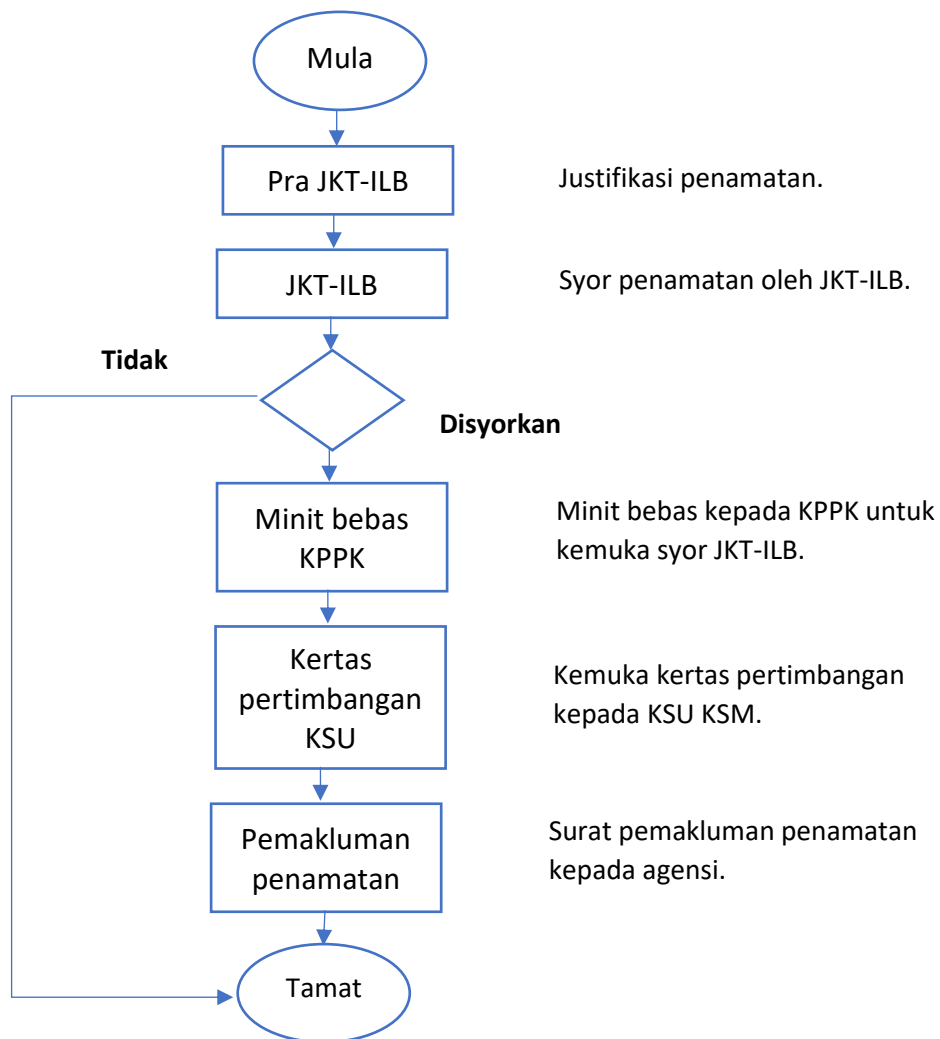 Mula
Pra JKT-ILB
Justifikasi penamatan.
JKT-ILB
Syor penamatan oleh JKT-ILB.
Tidak
Disyorkan
Minit bebas
KPPK
Minit bebas kepada KPPK untuk
kemuka syor JKT-ILB.
Kertas
pertimbangan
KSU
Kemuka kertas pertimbangan
kepada KSU KSM.
Pemakluman
penamatan
Surat pemakluman penamatan
kepada agensi.
Tamat